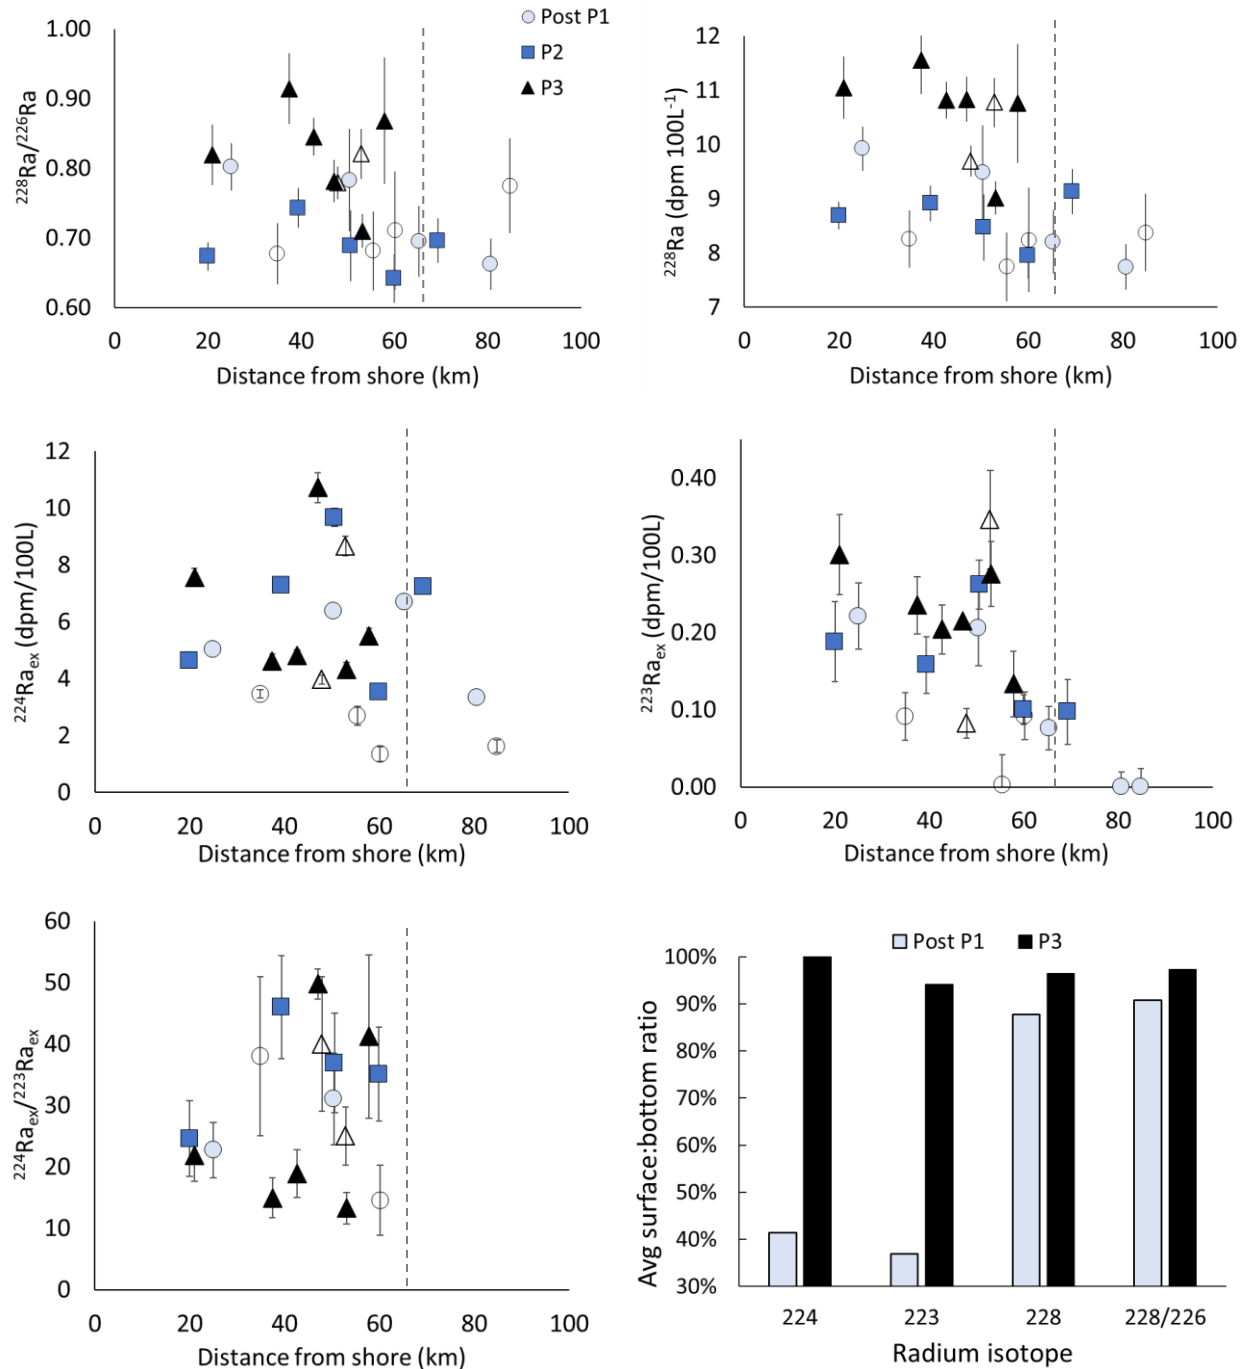 1.00
0.90
0.80
0.70
0.60
²²⁸Ra/²²⁶Ra
Post P1
P2
P3
0 20 40 60 80 100
Distance from shore (km)
12
11
10
9
8
7
²²⁸Ra (dpm 100L⁻¹)
0 20 40 60 80 100
Distance from shore (km)
12
10
8
6
4
2
0
²²⁴Raₑₓ (dpm/100L)
0 20 40 60 80 100
Distance from shore (km)
0.40
0.30
0.20
0.10
0.00
²²³Raₑₓ (dpm/100L)
0 20 40 60 80 100
Distance from shore (km)
60
50
40
30
20
10
0
²²⁴Raₑₓ/²²³Raₑₓ
0 20 40 60 80 100
Distance from shore (km)
Post P1 P3
100%
90%
80%
70%
60%
50%
40%
30%
Avg surface:bottom ratio
224 223 228 228/226
Radium isotope